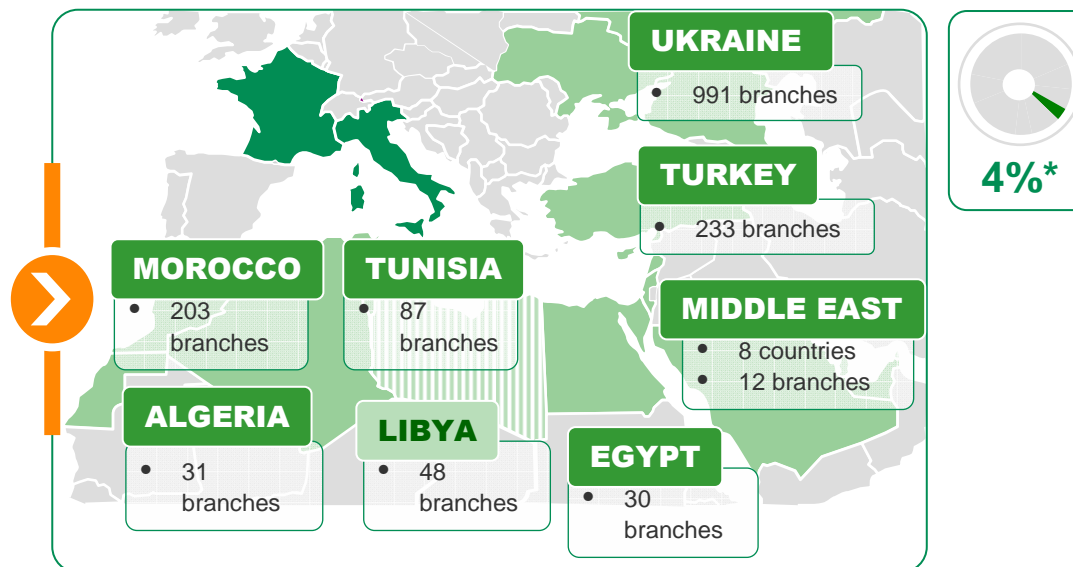 UKRAINE
• 991 branches
4%*
TURKEY
• 233 branches
MOROCCO
• 203
branches
TUNISIA
• 87
branches
MIDDLE EAST
• 8 countries
• 12 branches
ALGERIA
• 31
branches
LIBYA
• 48
branches
EGYPT
• 30
branches